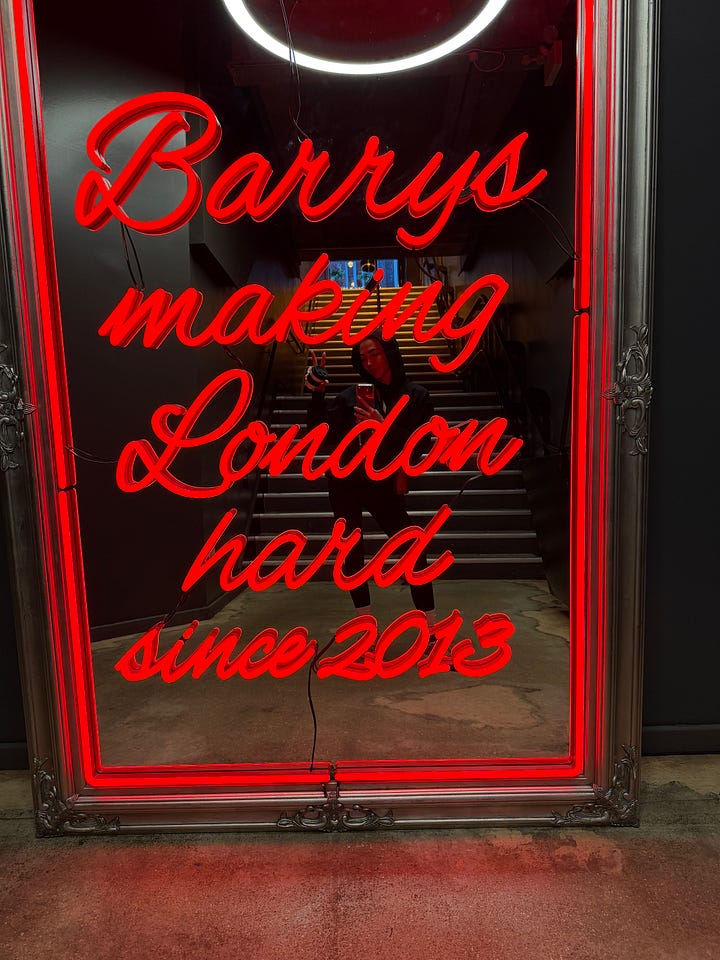 Barrys
making
London
hard
since 2013